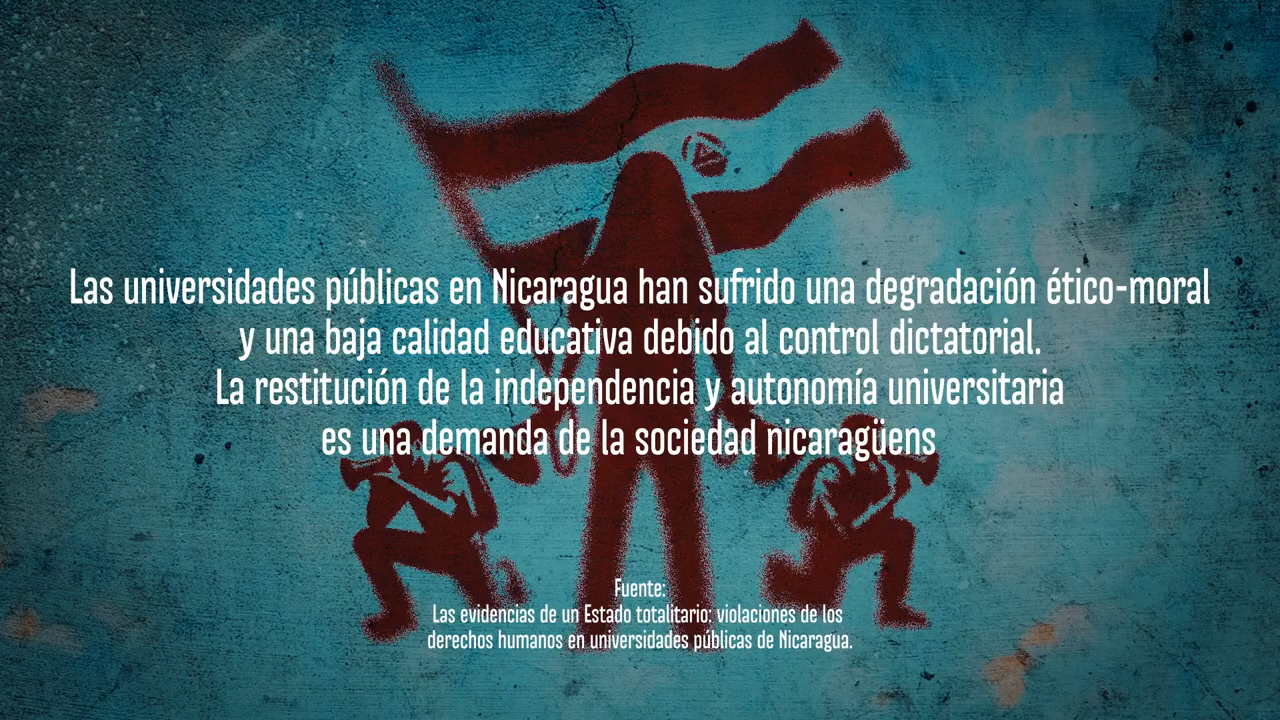 Las universidades públicas en Nicaragua han sufrido una degradación ético-moral
y una baja calidad educativa debido al control dictatorial.
La restitución de la independencia y autonomía universitaria
es una demanda de la sociedad nicaragüens
Fuente:
Las evidencias de un Estado totalitario: violaciones de los
derechos humanos en universidades públicas de Nicaragua.